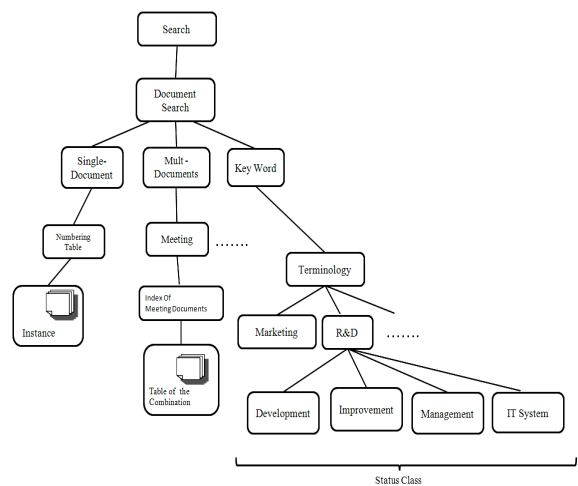 Search
Document
Search
Single-
Document
Mult -
Documents
Key Word
Numbering
Table
Meeting
.......
Terminology
Instance
Index Of
Meeting Documents
Marketing
R&D
.......
Table of the
Combination
Development
Improvement
Management
IT System
Status Class